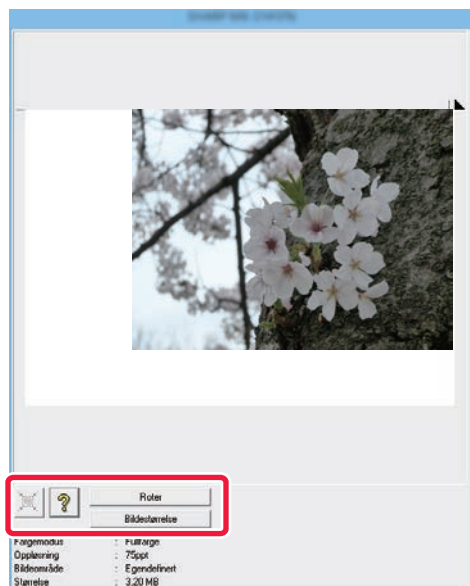 Roter
Bildestørrelse
Fargemodus : Fullfarge
Oppløsning : 75ppt
Bildeområde : Egendefinert
Størrelse : 3.20 MB